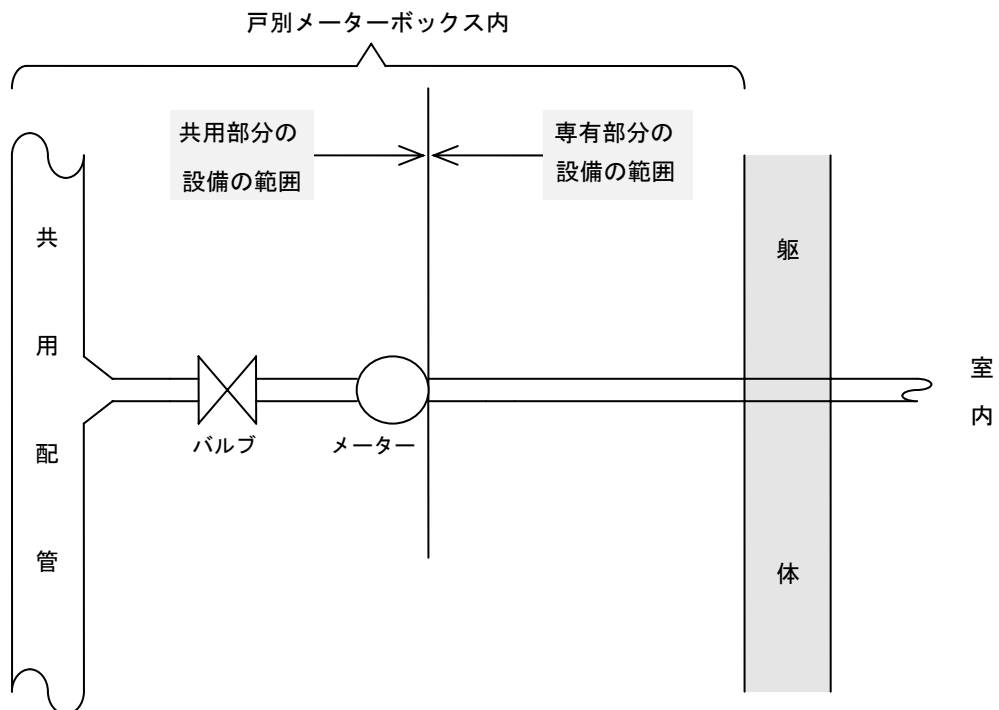 戸別メーターボックス内
共用部分の
設備の範囲
専有部分の
設備の範囲
共用配管
バルブ
メーター
躯体
室内